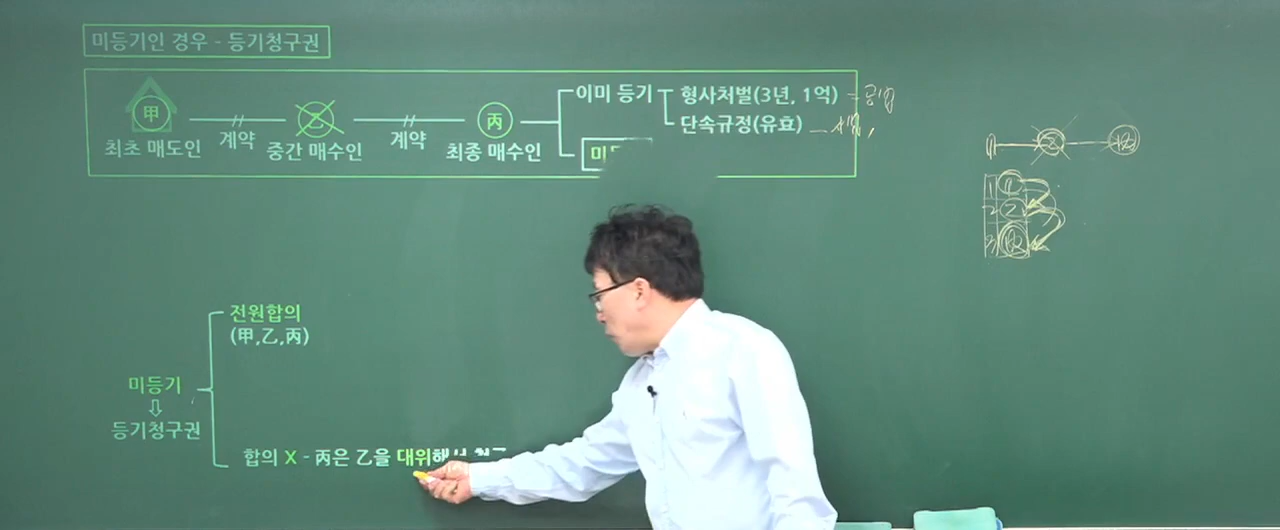 미등기인 경우 - 등기청구권
이미 등기
형사처벌(3년, 1억)
단속규정(유효)
甲
乙
丙
계약
계약
최초 매도인
중간 매수인
최종 매수인
미
전원합의
(甲,乙,丙)
미등기
⇩
등기청구권
합의 X - 丙은 乙을 대위해서
1
2
3